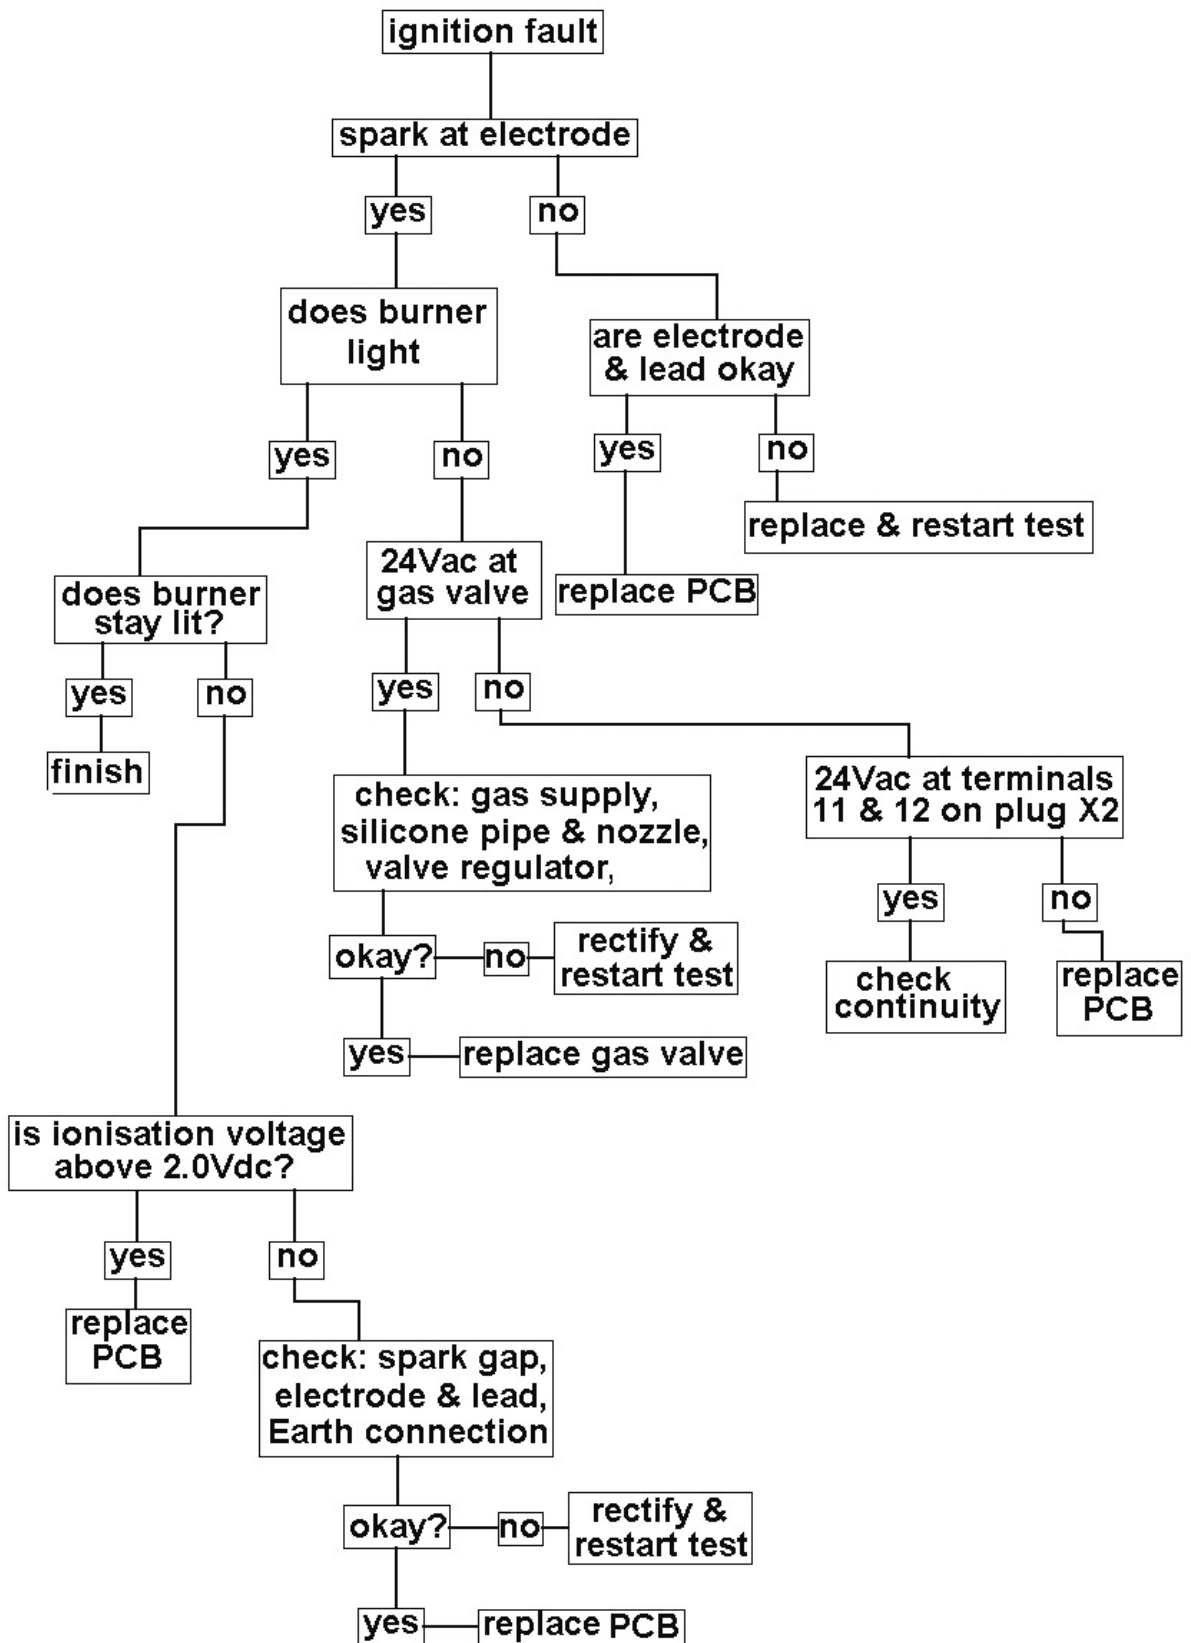 ignition fault
spark at electrode
yes
no
does burner
light
are electrode
& lead okay
yes
no
yes
no
replace & restart test
24Vac at
gas valve
replace PCB
does burner
stay lit?
yes
no
yes
no
finish
24Vac at terminals
11 & 12 on plug X2
check: gas supply,
silicone pipe & nozzle,
valve regulator,
yes
no
okay?
no
rectify &
restart test
check
continuity
replace
PCB
yes
replace gas valve
is ionisation voltage
above 2.0Vdc?
yes
no
replace
PCB
check: spark gap,
electrode & lead,
Earth connection
okay?
no
rectify &
restart test
yes
replace PCB